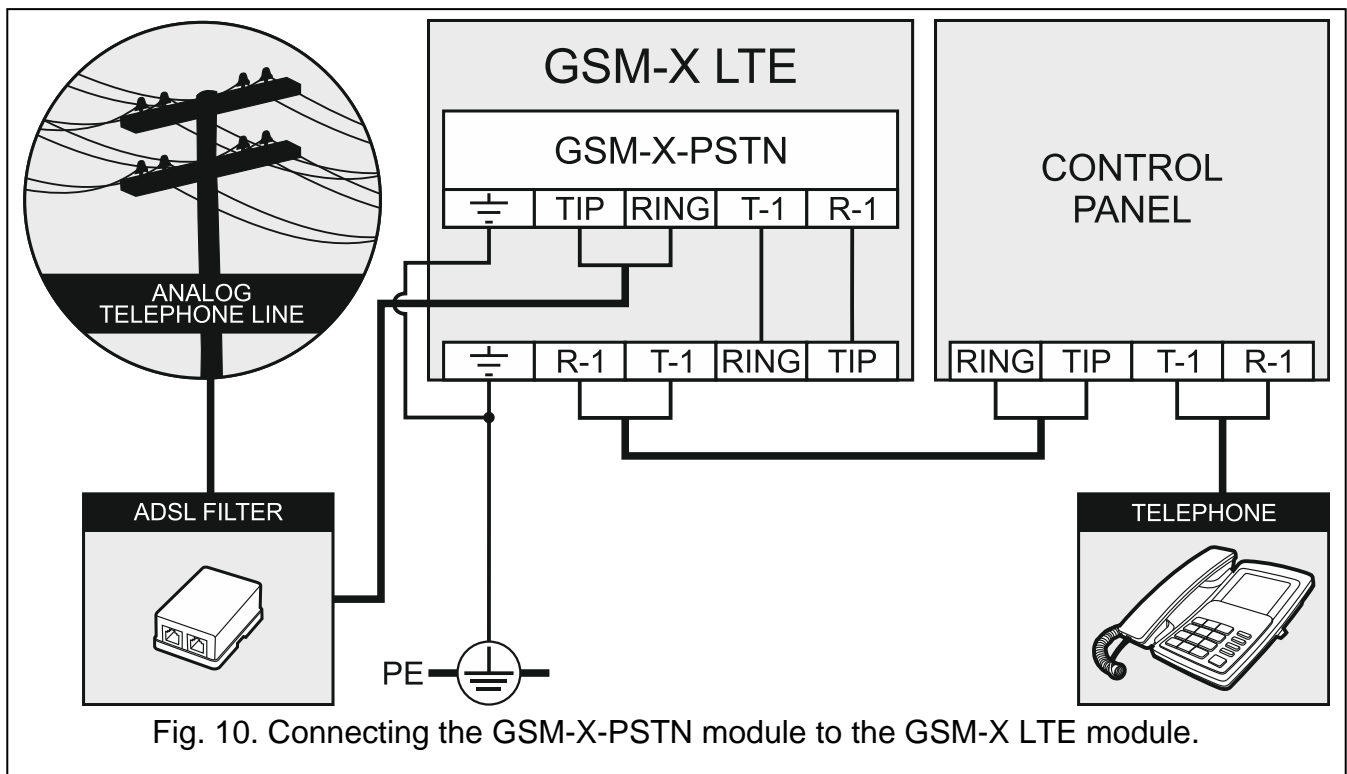 GSM-X LTE
GSM-X-PSTN
TIP RING T-1 R-1
CONTROL
PANEL
ANALOG
TELEPHONE LINE
R-1 T-1 RING TIP
RING TIP T-1 R-1
ADSL FILTER
TELEPHONE
PE
Fig. 10. Connecting the GSM-X-PSTN module to the GSM-X LTE module.